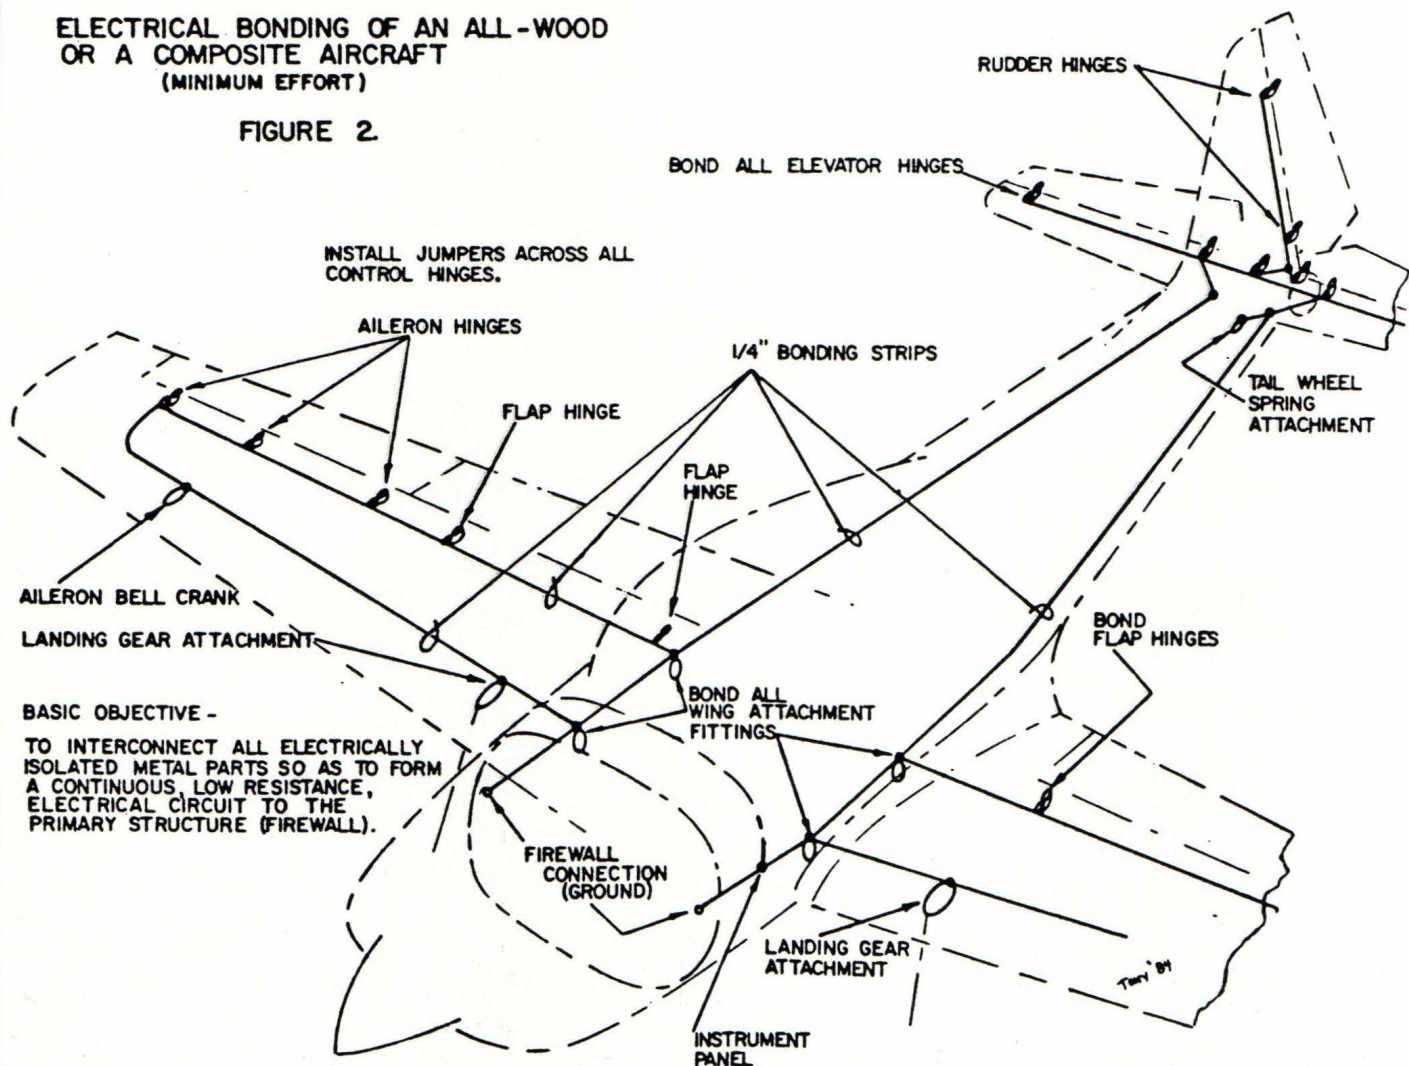 ELECTRICAL BONDING OF AN ALL-WOOD
OR A COMPOSITE AIRCRAFT
(MINIMUM EFFORT)
FIGURE 2.
RUDDER HINGES
BOND ALL ELEVATOR HINGES
INSTALL JUMPERS ACROSS ALL
CONTROL HINGES.
AILERON HINGES
1/4" BONDING STRIPS
FLAP HINGE
TAIL WHEEL
SPRING
ATTACHMENT
FLAP
HINGE
AILERON BELL CRANK
LANDING GEAR ATTACHMENT
BOND
FLAP HINGES
BOND ALL
WING ATTACHMENT
FITTINGS
BASIC OBJECTIVE -
TO INTERCONNECT ALL ELECTRICALLY
ISOLATED METAL PARTS SO AS TO FORM
A CONTINUOUS, LOW RESISTANCE,
ELECTRICAL CIRCUIT TO THE
PRIMARY STRUCTURE (FIREWALL).
FIREWALL
CONNECTION
(GROUND)
LANDING GEAR
ATTACHMENT
INSTRUMENT
PANEL
'84